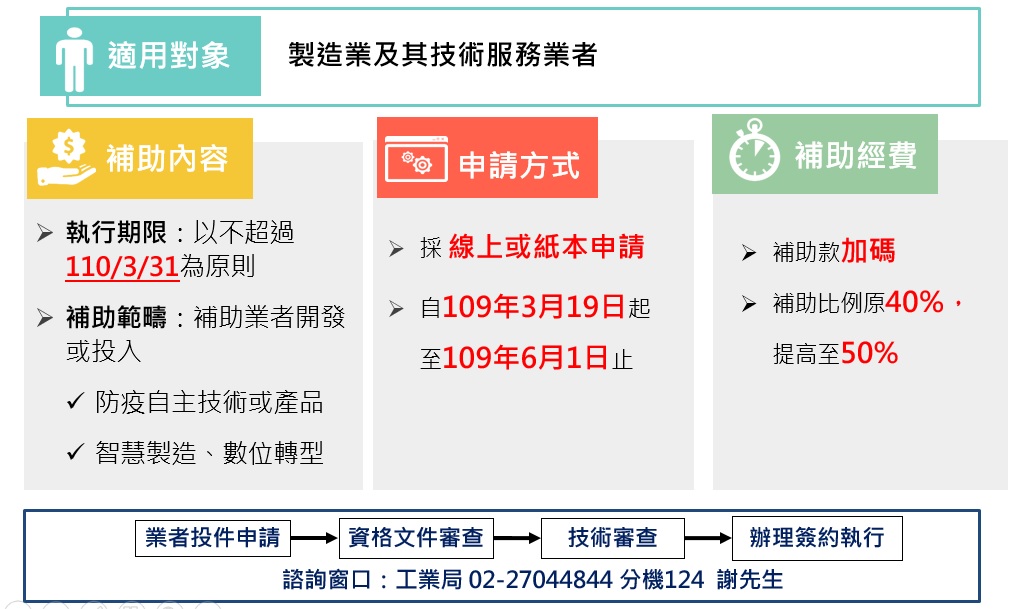 適用對象
製造業及其技術服務業者
補助內容
執行期限：以不超過
110/3/31為原則
補助範疇：補助業者開發
或投入
防疫自主技術或產品
智慧製造、數位轉型
申請方式
採 線上或紙本申請
自109年3月19日起
至109年6月1日止
補助經費
補助款加碼
補助比例原40%，
提高至50%
業者投件申請
資格文件審查
技術審查
辦理簽約執行
諮詢窗口：工業局 02-27044844 分機124 謝先生